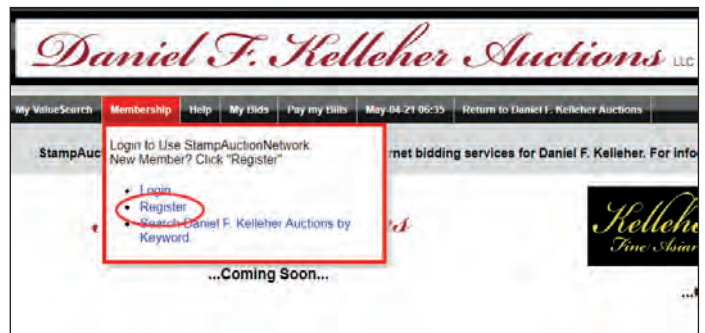 Daniel F. Kelleher Auctions LLC
My ValueSearch Membership Help My Bids Pay my Bills May-04-21 06:35 Return to Daniel F. Kelleher Auctions
Login to Use StampAuctionNetwork.
New Member? Click "Register"
StampAuc
rnet bidding services for Daniel F. Kelleher. For info
• Login
• Register
• Search Daniel F. Kelleher Auctions by
Keyword
Kellehe
Fine Asian
...Coming Soon...